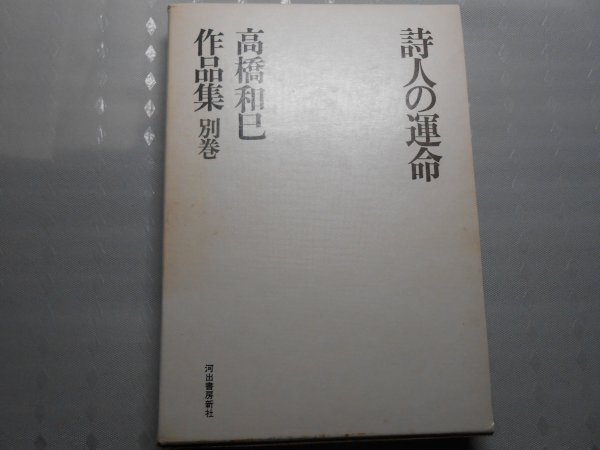 詩人の運命
高橋和巳
作品集 別巻
河出書房新社